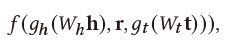 f(g_h(W_h h), r, g_t(W_t t))),